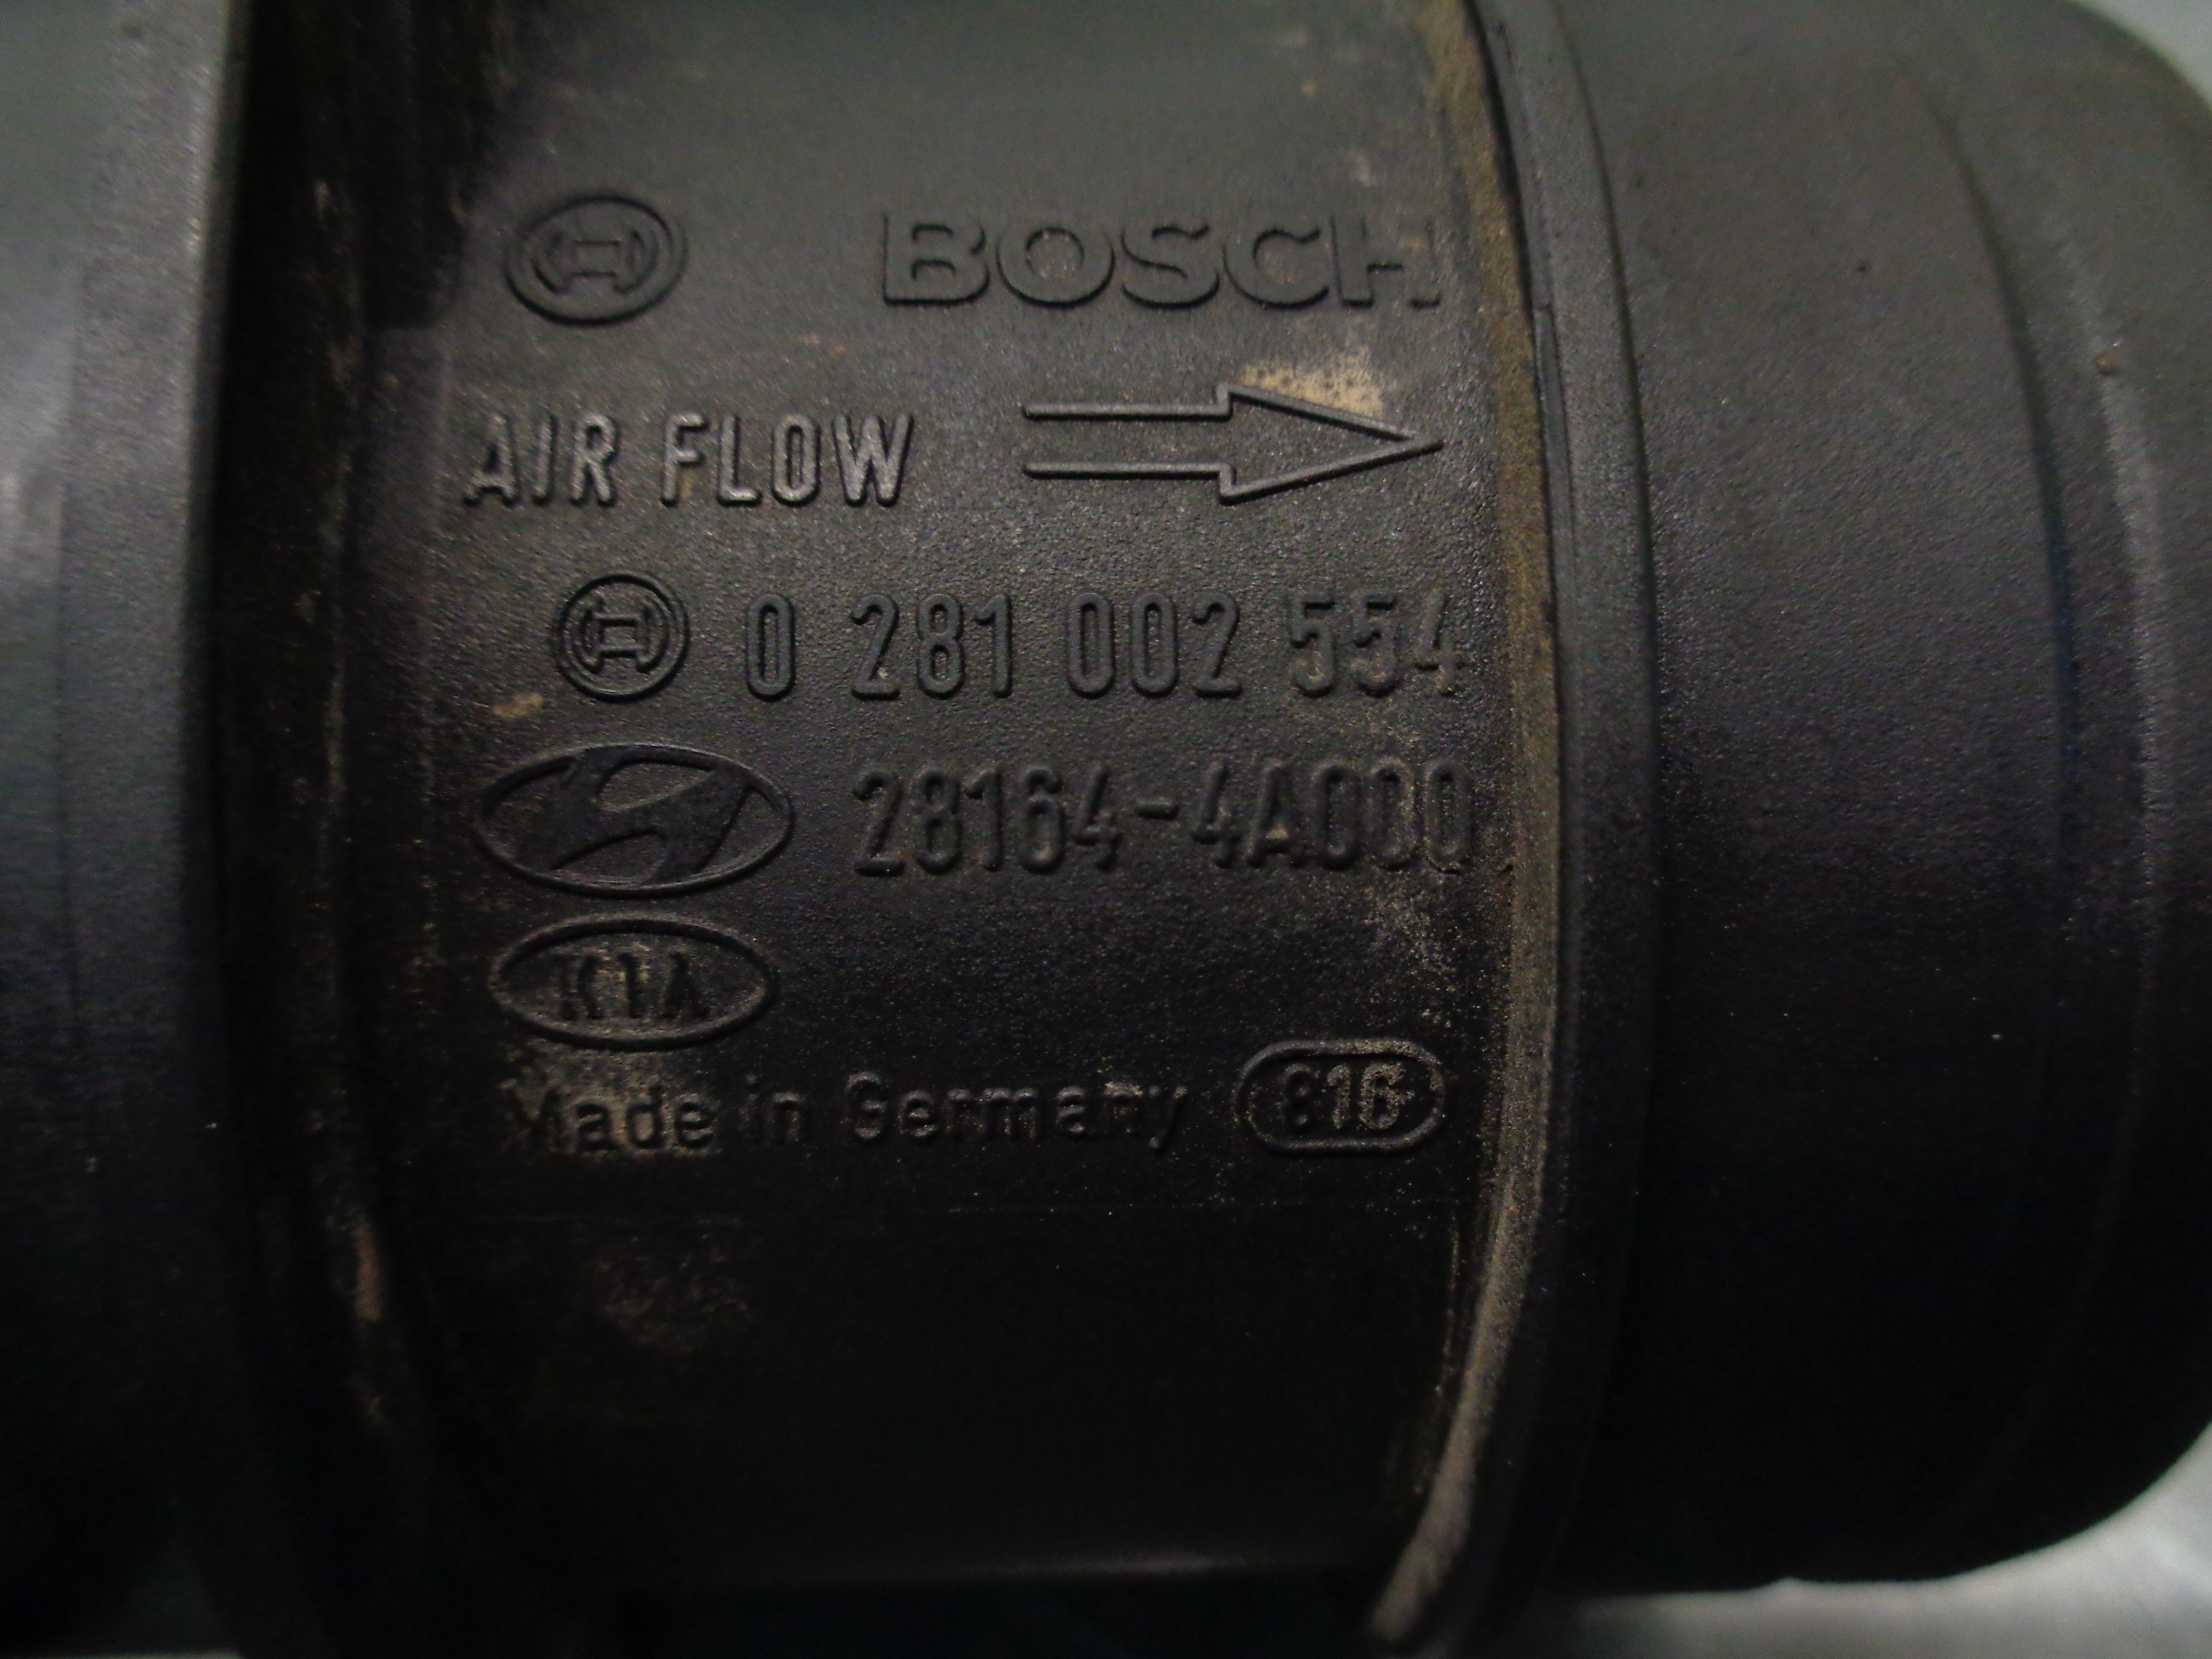 BOSCH
AIR FLOW
0 281 002 554
28164-4A000
KIA
Made in Germany 816